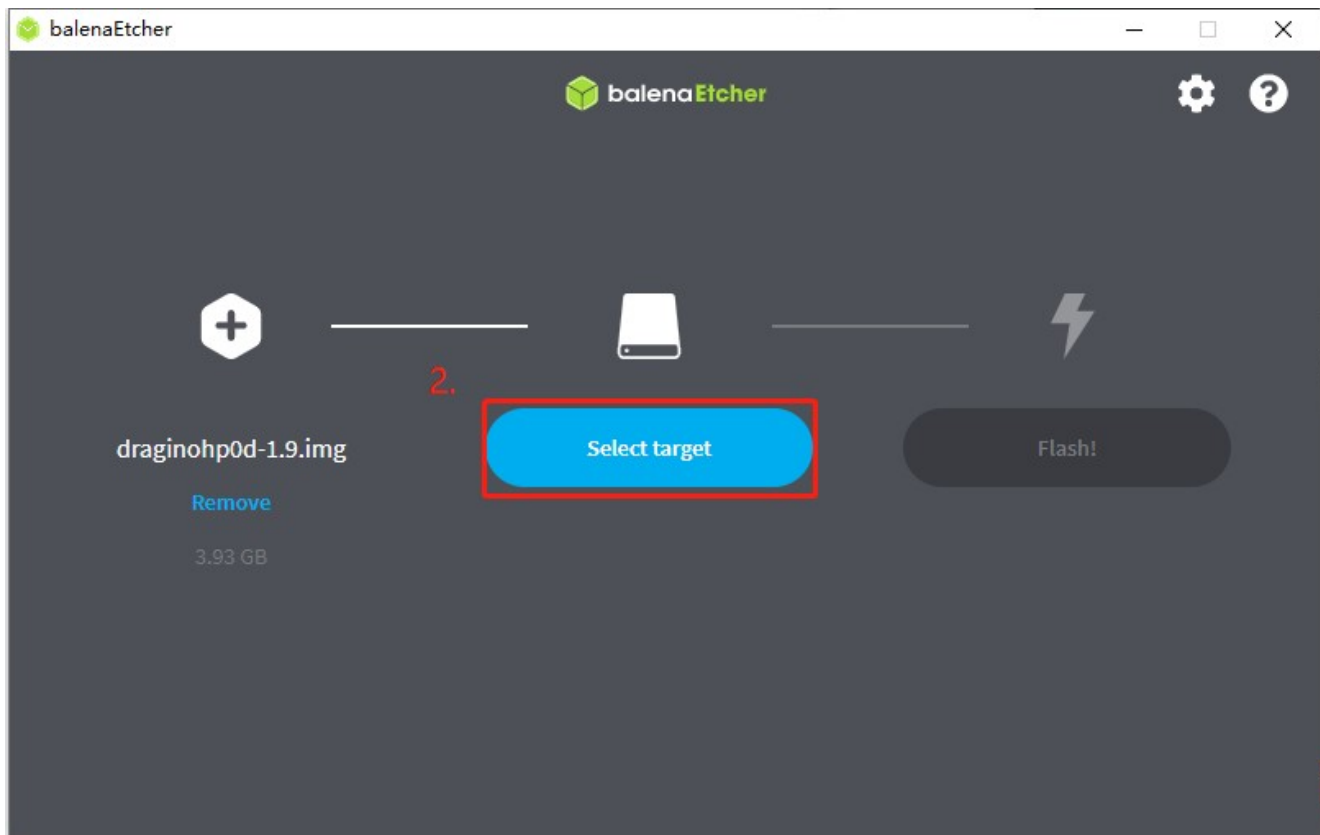 balenaEtcher
balenaEtcher
2.
draginohp0d-1.9.img
Select target
Flash!
Remove
3.93 GB